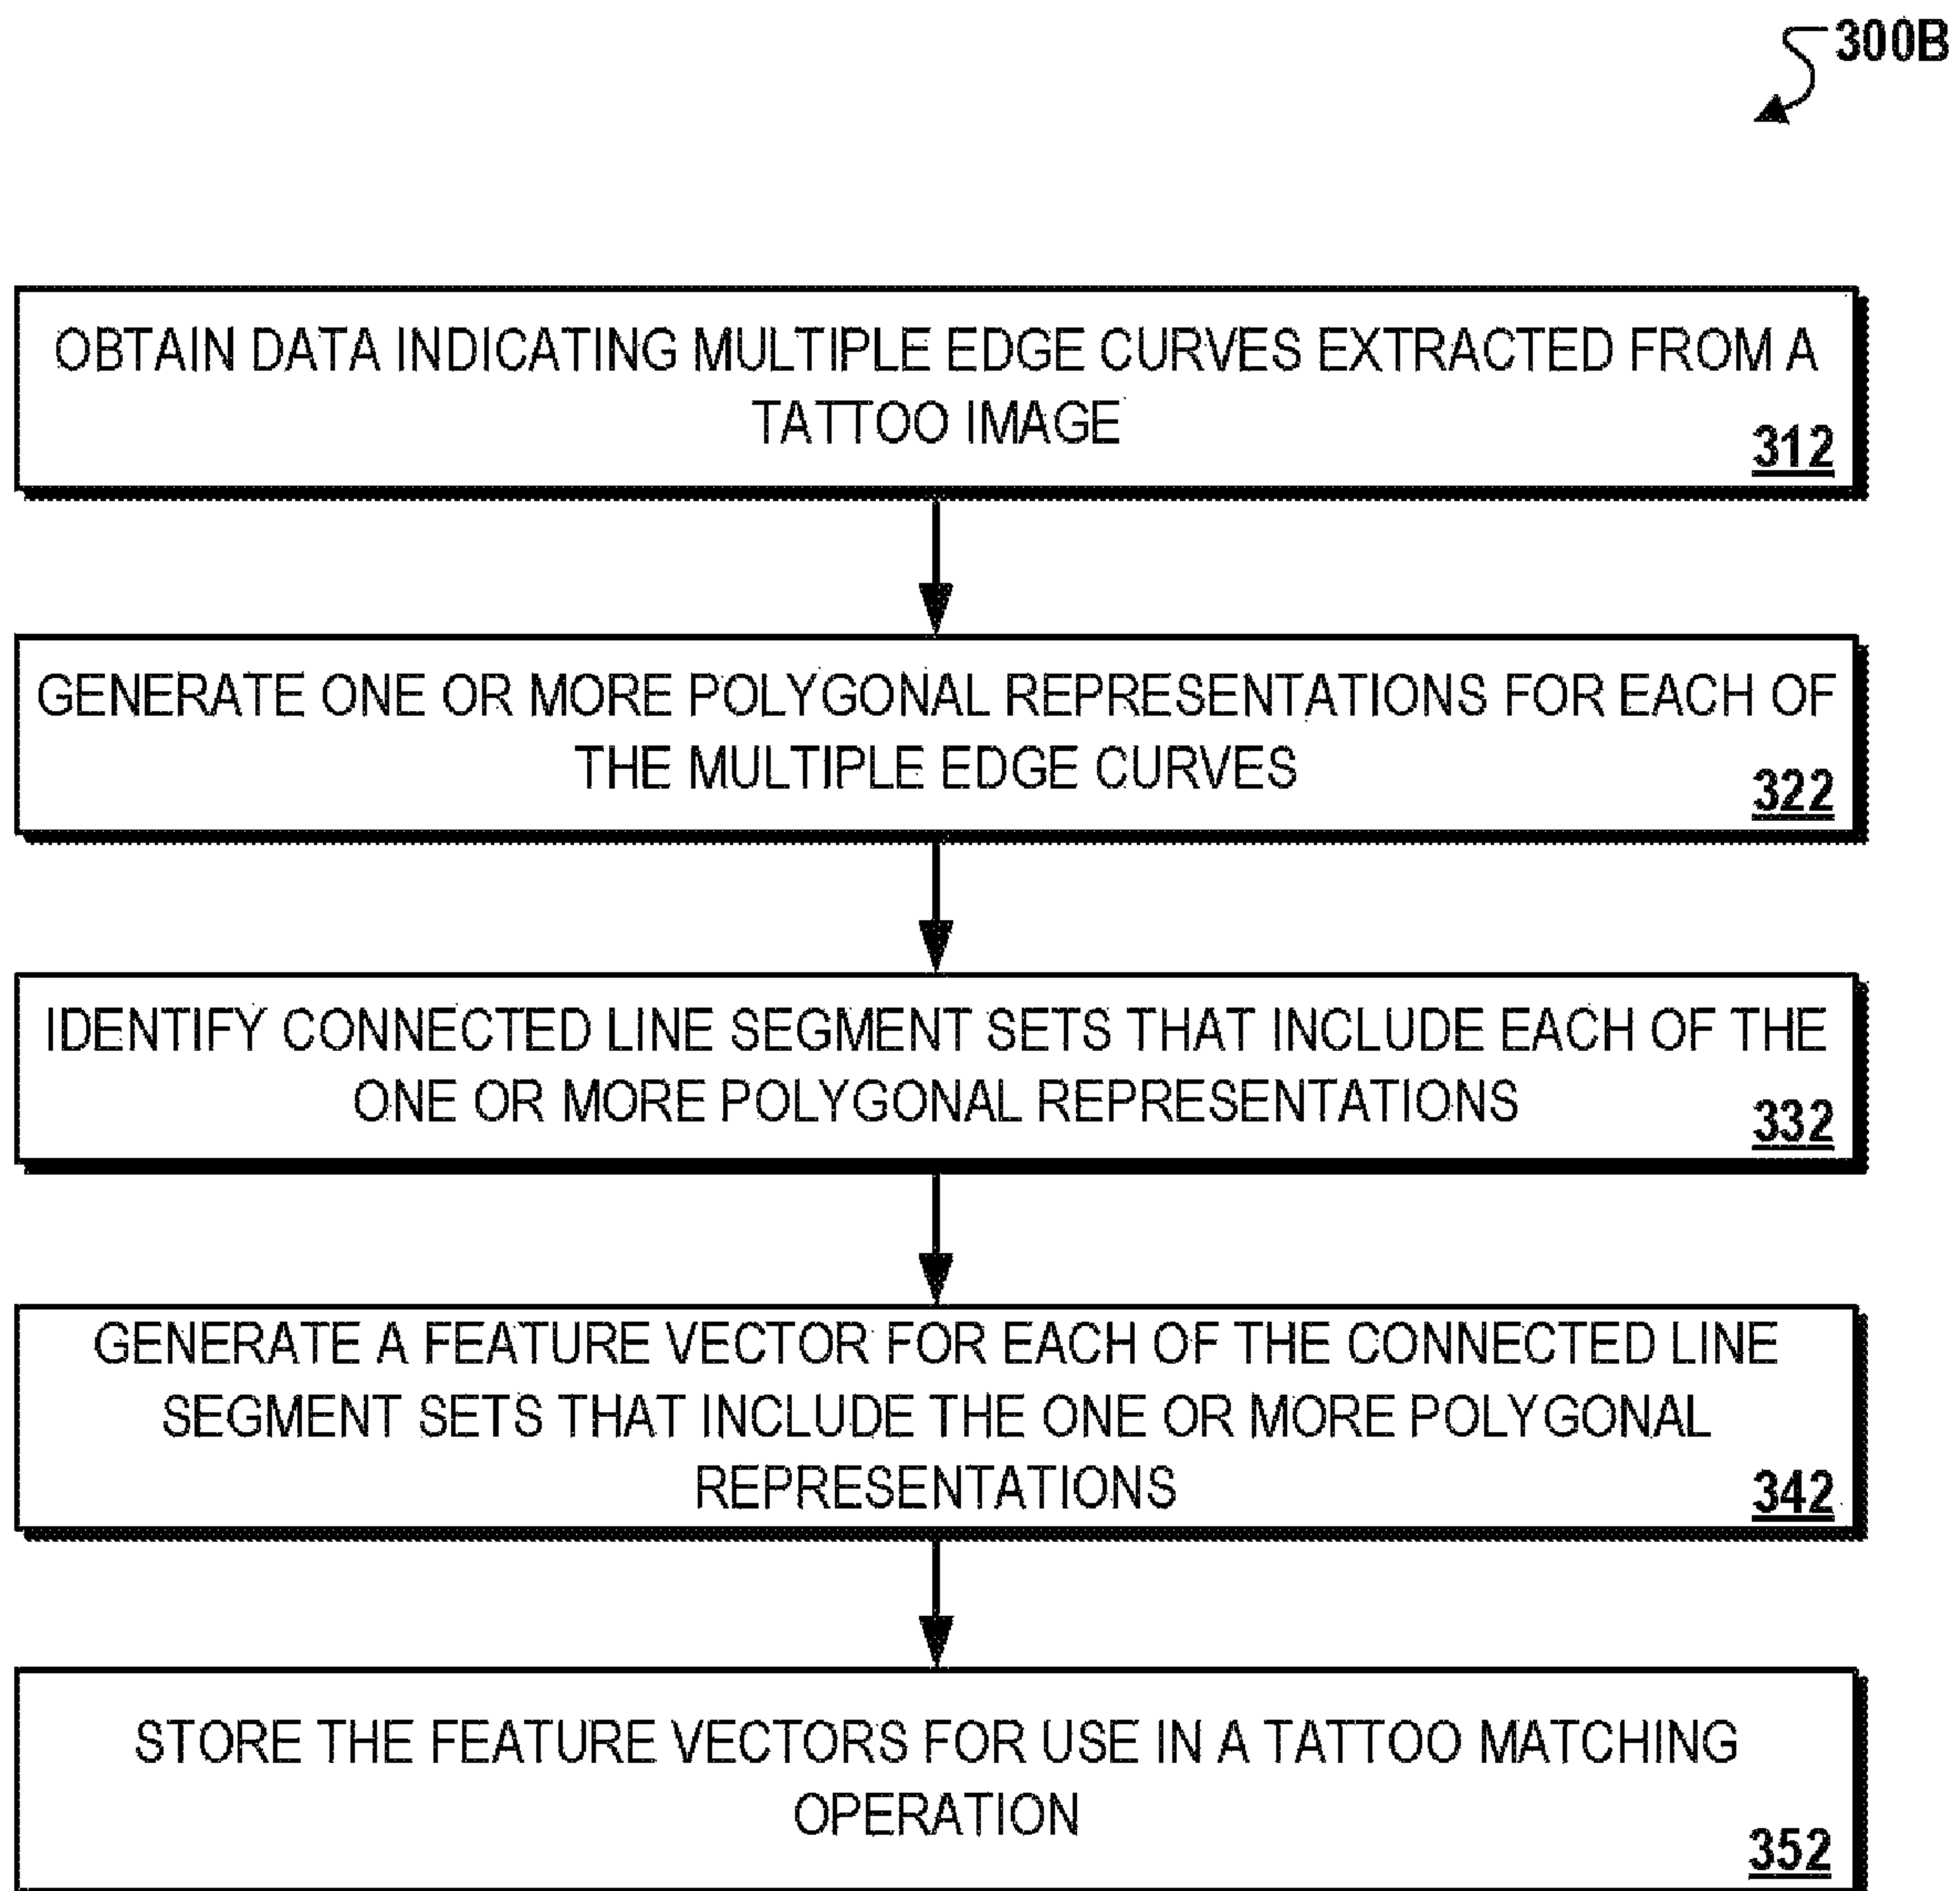 300B
OBTAIN DATA INDICATING MULTIPLE EDGE CURVES EXTRACTED FROM A
TATTOO IMAGE
312
GENERATE ONE OR MORE POLYGONAL REPRESENTATIONS FOR EACH OF
THE MULTIPLE EDGE CURVES
322
IDENTIFY CONNECTED LINE SEGMENT SETS THAT INCLUDE EACH OF THE
ONE OR MORE POLYGONAL REPRESENTATIONS
332
GENERATE A FEATURE VECTOR FOR EACH OF THE CONNECTED LINE
SEGMENT SETS THAT INCLUDE THE ONE OR MORE POLYGONAL
REPRESENTATIONS
342
STORE THE FEATURE VECTORS FOR USE IN A TATTOO MATCHING
OPERATION
352